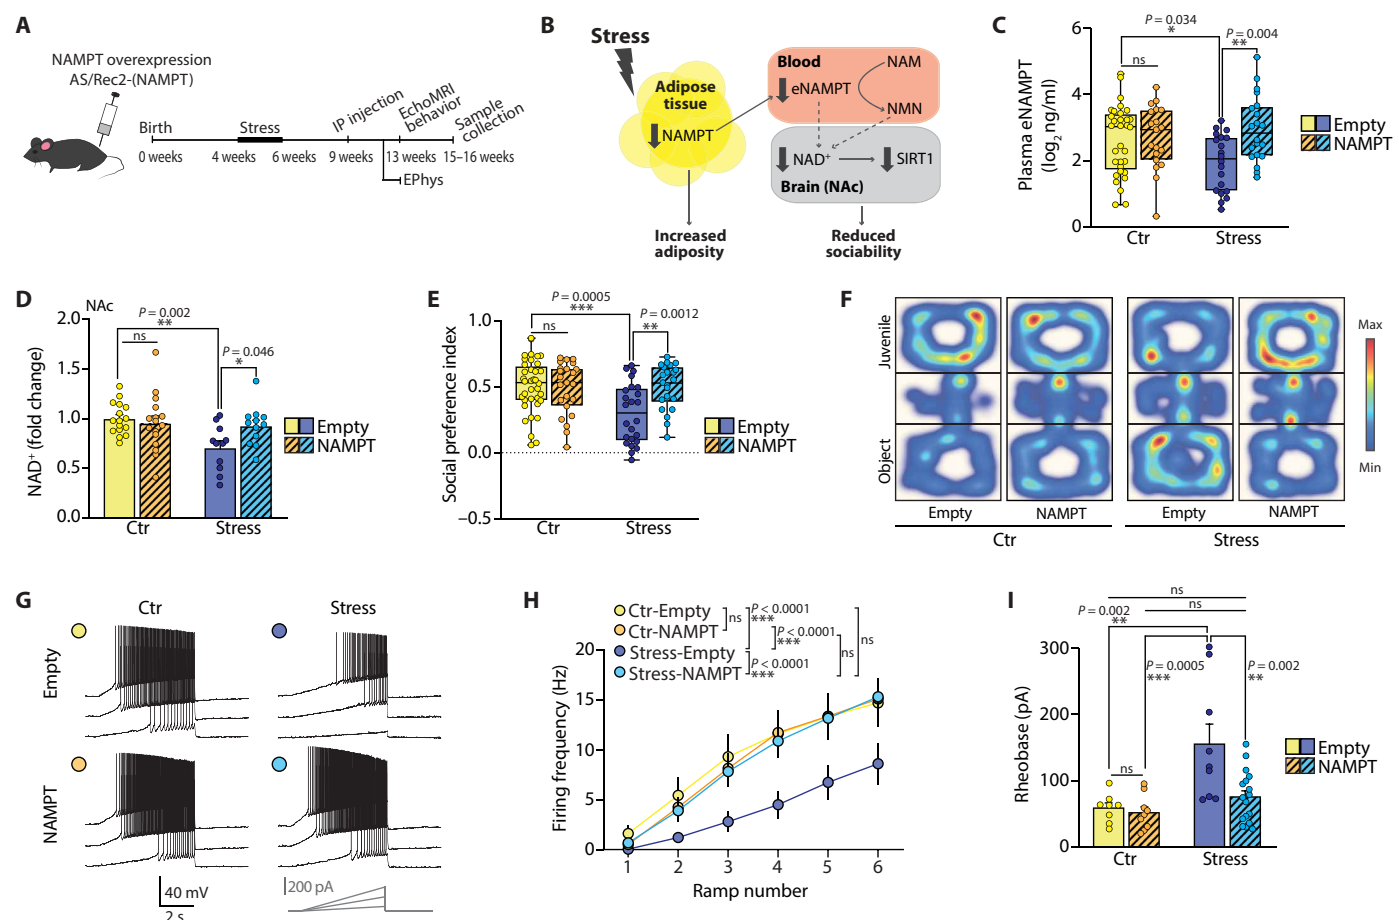 A
NAMPT overexpression
AS/Rec2-(NAMPT)
Birth
Stress
IP injection
EchoMRI
behavior
Sample
collection
0 weeks
4 weeks
6 weeks
9 weeks
13 weeks
15–16 weeks
EPhys
B
Stress
Adipose
tissue
NAMPT
Blood
eNAMPT
NAM
NMN
NAD⁺
SIRT1
Brain (NAc)
Increased
adiposity
Reduced
sociability
C
Plasma eNAMPT
(log₂ ng/ml)
6
4
2
0
P = 0.034
*
ns
P = 0.004
**
Ctr
Stress
Empty
NAMPT
D
NAc
NAD⁺ (fold change)
2.0
1.5
1.0
0.5
0.0
P = 0.002
**
ns
P = 0.046
*
Ctr
Stress
Empty
NAMPT
E
Social preference index
1.0
0.5
0.0
−0.5
P = 0.0005
***
ns
P = 0.0012
**
Ctr
Stress
Empty
NAMPT
F
Juvenile
Object
Empty
NAMPT
Empty
NAMPT
Ctr
Stress
Max
Min
G
Ctr
Stress
Empty
NAMPT
40 mV
2 s
200 pA
H
Ctr-Empty
Ctr-NAMPT
Stress-Empty
Stress-NAMPT
ns
P < 0.0001
***
P < 0.0001
***
P < 0.0001
***
ns
ns
Firing frequency (Hz)
20
15
10
5
0
1
2
3
4
5
6
Ramp number
I
ns
ns
P = 0.002
**
P = 0.0005
***
P = 0.002
**
ns
Rheobase (pA)
300
200
100
0
Ctr
Stress
Empty
NAMPT